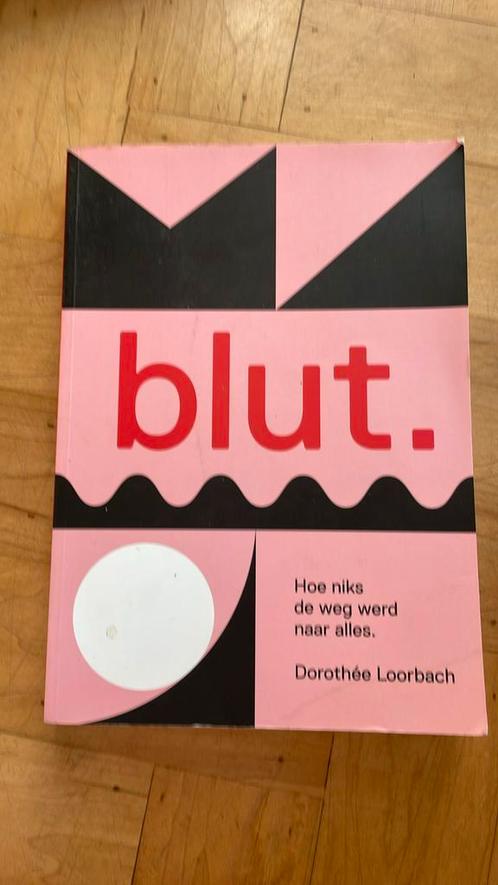 blut.
Hoe niks
de weg werd
naar alles.
Dorothée Loorbach